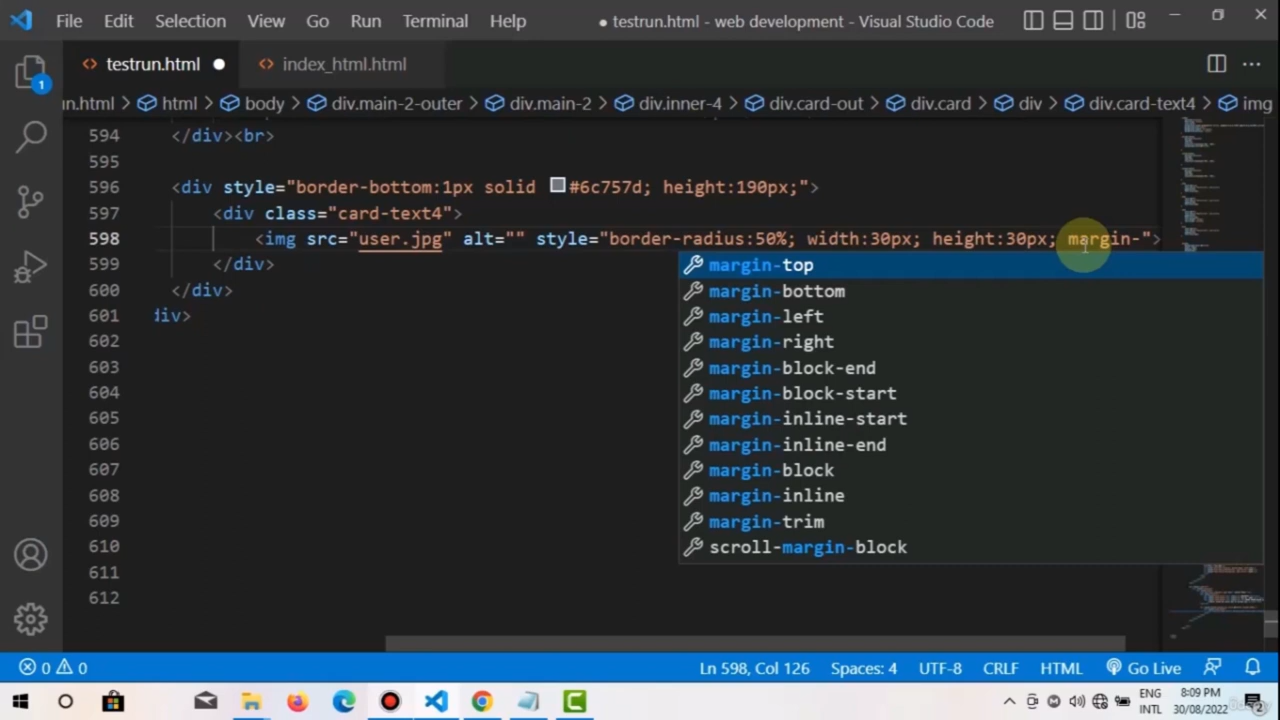 File Edit Selection View Go Run Terminal Help ● testrun.html - web development - Visual Studio Code
testrun.html ● index_html.html
un.html > html > body > div.main-2-outer > div.main-2 > div.inner-4 > div.card-out > div.card > div > div.card-text4 > img
594 </div><br>
595
596 <div style="border-bottom:1px solid #6c757d; height:190px;">
597 <div class="card-text4">
598 <img src="user.jpg" alt="" style="border-radius:50%; width:30px; height:30px; margin-">
599 </div>
600 </div>
601 div>
602
603
604
605
606
607
608
609
610
611
612
margin-top
margin-bottom
margin-left
margin-right
margin-block-end
margin-block-start
margin-inline-start
margin-inline-end
margin-block
margin-inline
margin-trim
scroll-margin-block
1
0 0 Ln 598, Col 126 Spaces: 4 UTF-8 CRLF HTML Go Live
ENG 8:09 PM
INTL 30/08/2022 2